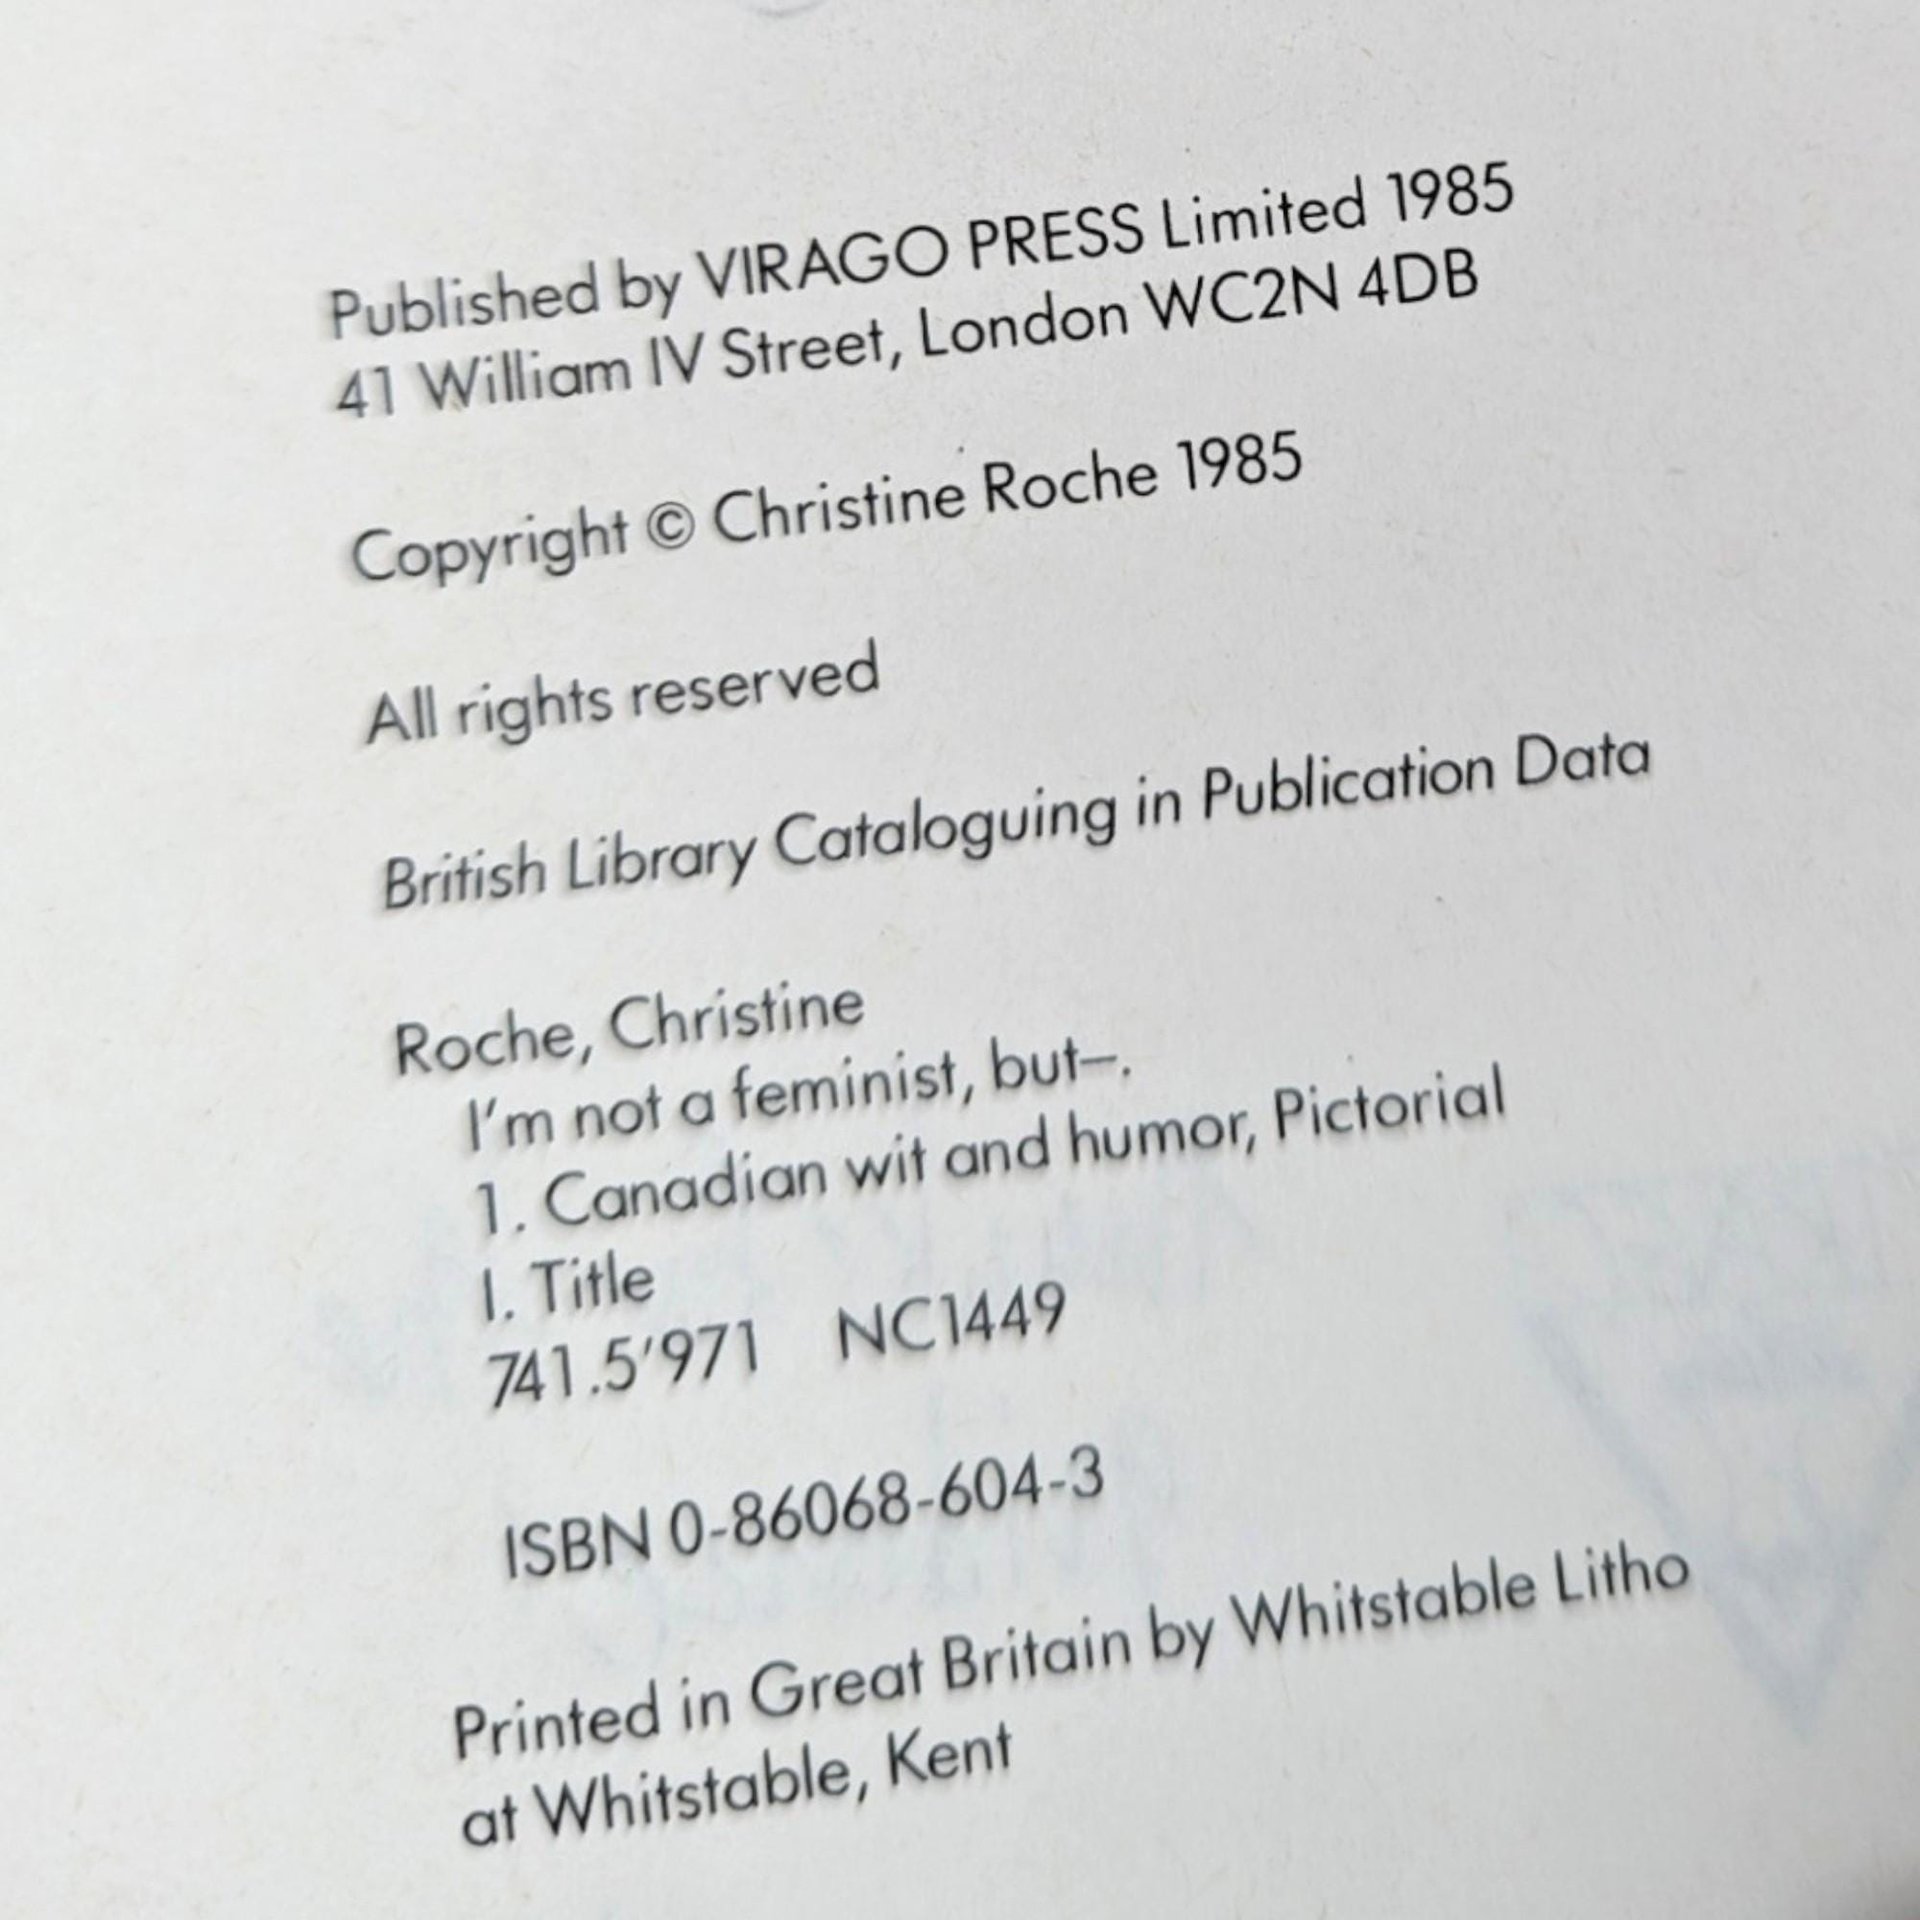 Published by VIRAGO PRESS Limited 1985
41 William IV Street, London WC2N 4DB
Copyright © Christine Roche 1985
All rights reserved
British Library Cataloguing in Publication Data
Roche, Christine
I'm not a feminist, but–.
1. Canadian wit and humor, Pictorial
I. Title
741.5'971 NC1449
ISBN 0-86068-604-3
Printed in Great Britain by Whitstable Litho
at Whitstable, Kent